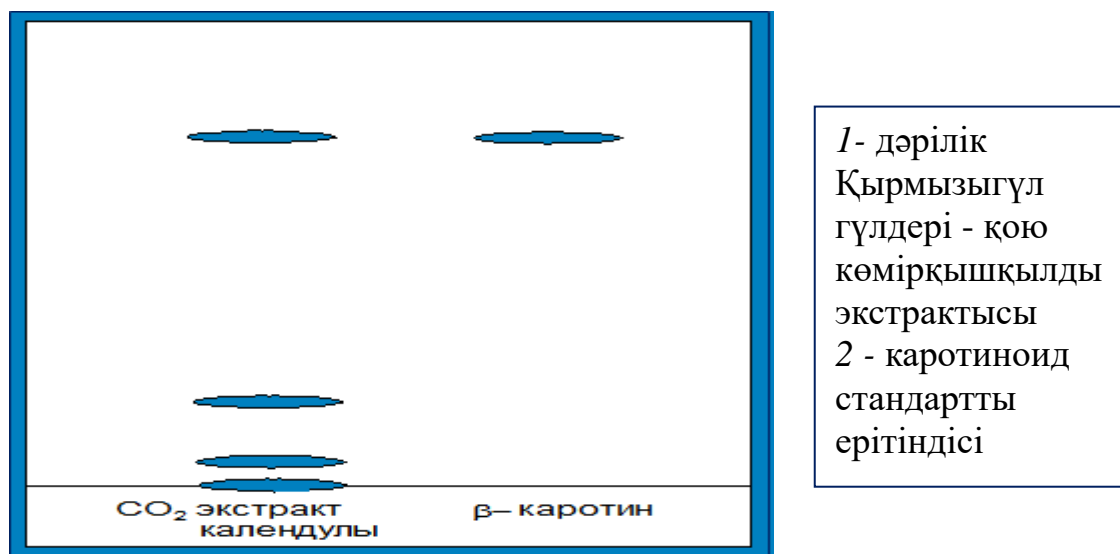 CO₂ экстракт
календулы
β– каротин
1- дәрілік
Қырмызыгүл
гүлдері - қою
көмірқышқылды
экстрактысы
2 - каротиноид
стандартты
ерітіндісі